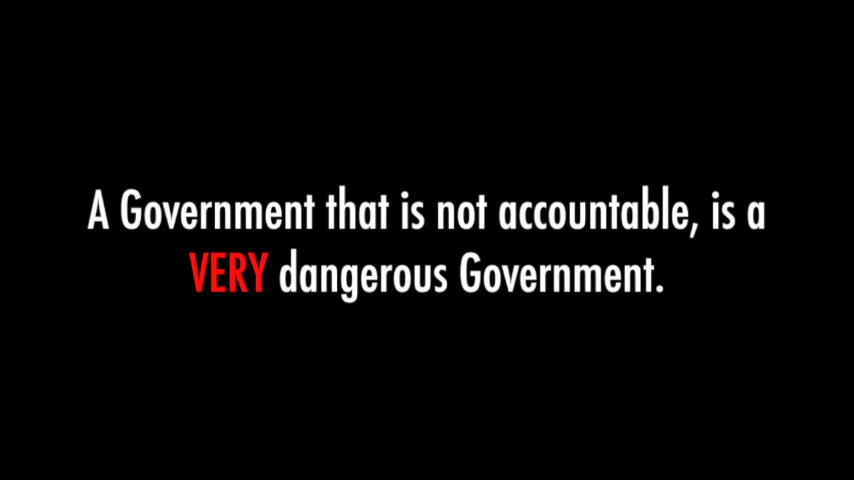 A Government that is not accountable, is a
VERY dangerous Government.